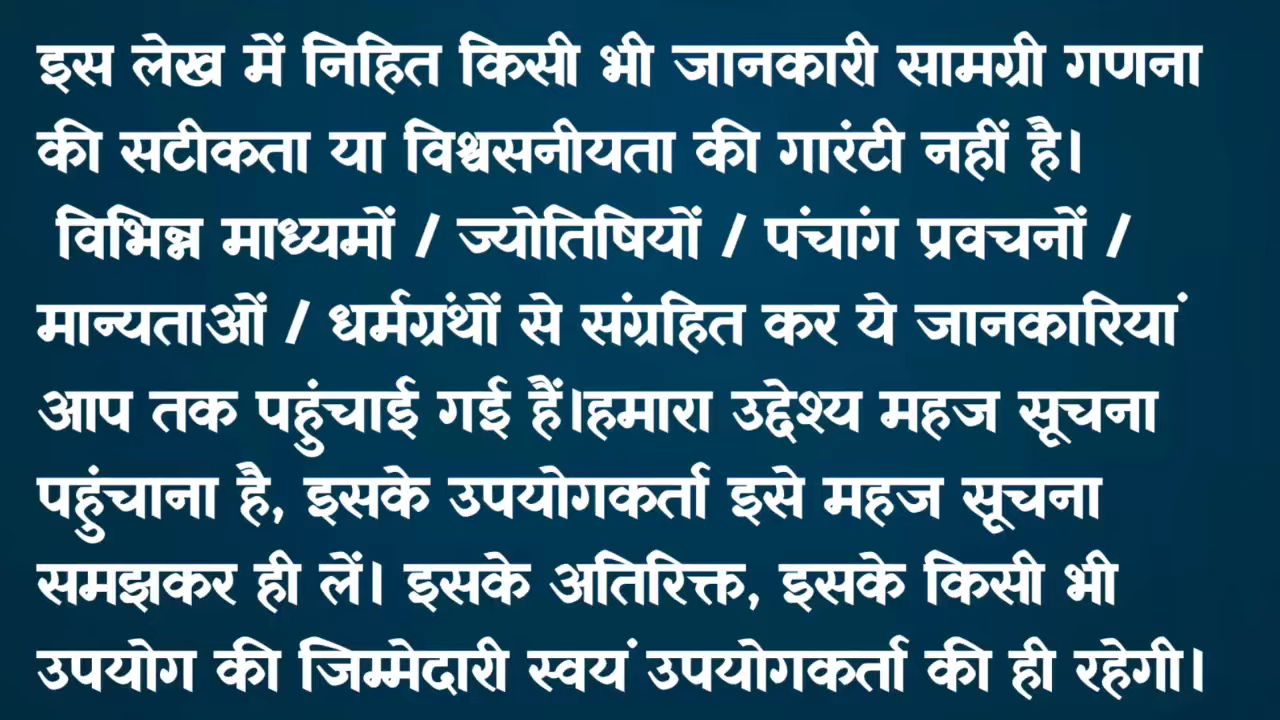 इस लेख में निहित किसी भी जानकारी सामग्री गणना
की सटीकता या विश्वसनीयता की गारंटी नहीं है।
विभिन्न माध्यमों / ज्योतिषियों / पंचांग प्रवचनों /
मान्यताओं / धर्मग्रंथों से संग्रहित कर ये जानकारियां
आप तक पहुंचाई गई हैं।हमारा उद्देश्य महज सूचना
पहुंचाना है, इसके उपयोगकर्ता इसे महज सूचना
समझकर ही लें। इसके अतिरिक्त, इसके किसी भी
उपयोग की जिम्मेदारी स्वयं उपयोगकर्ता की ही रहेगी।